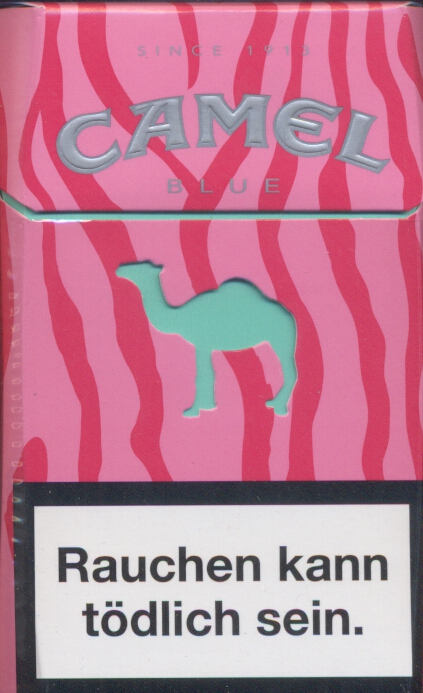 SINCE 1913
CAMEL
BLUE
Rauchen kann
tödlich sein.